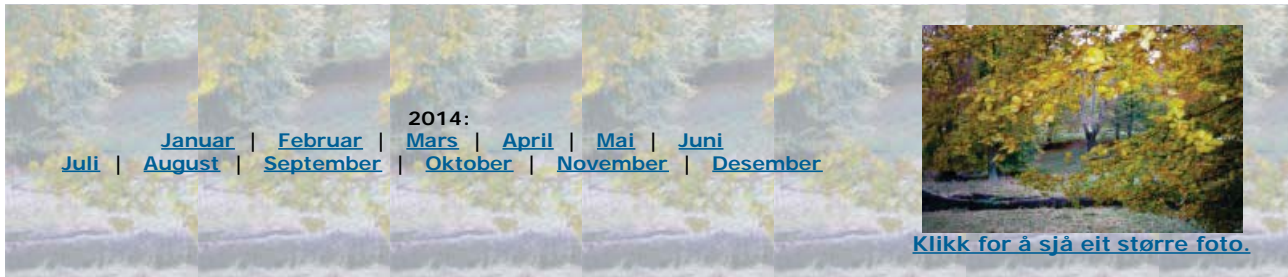 2014:
Januar | Februar | Mars | April | Mai | Juni
Juli | August | September | Oktober | November | Desember
Klikk for å sjå eit større foto.